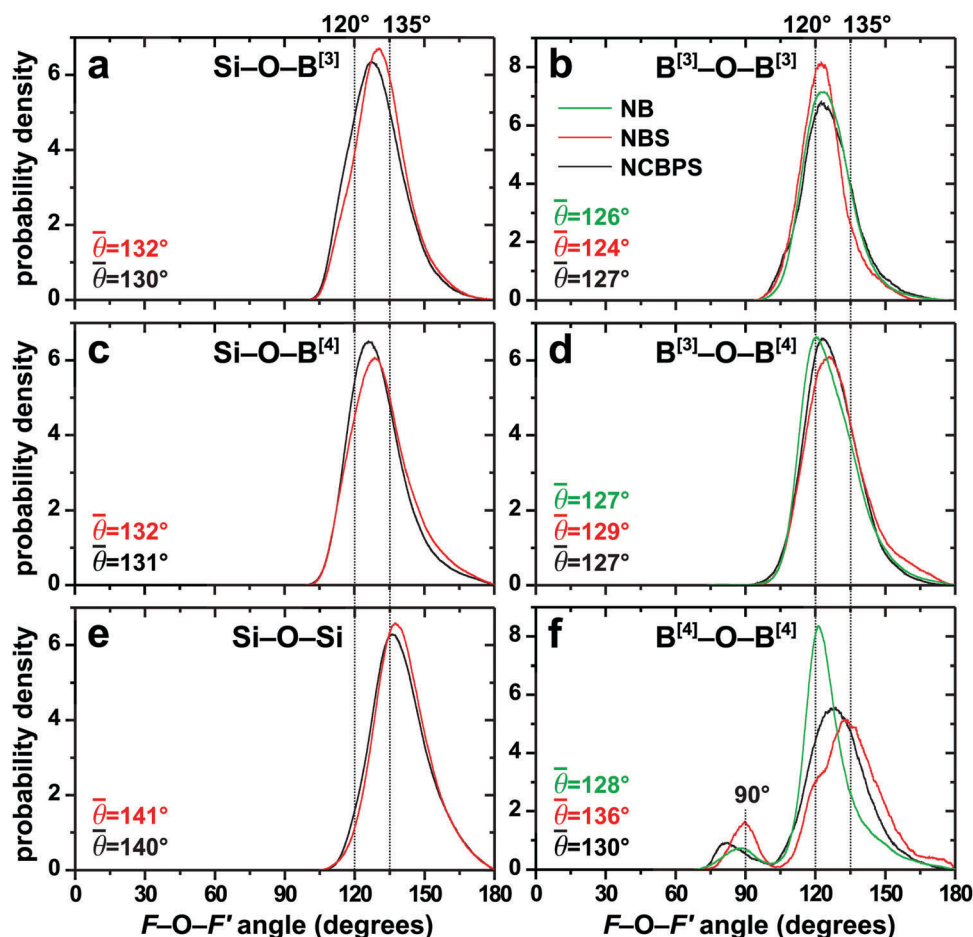 120° 135° 120° 135°
a Si–O–B[3]
probability density
0 2 4 6
θ̄=132°
θ̄=130°
b B[3]–O–B[3]
NB
NBS
NCBPS
0 2 4 6 8
θ̄=126°
θ̄=124°
θ̄=127°
c Si–O–B[4]
probability density
0 2 4 6
θ̄=132°
θ̄=131°
d B[3]–O–B[4]
0 2 4 6
θ̄=127°
θ̄=129°
θ̄=127°
e Si–O–Si
probability density
0 2 4 6
θ̄=141°
θ̄=140°
0 30 60 90 120 150 180
F–O–F′ angle (degrees)
f B[4]–O–B[4]
0 2 4 6 8
90°
θ̄=128°
θ̄=136°
θ̄=130°
0 30 60 90 120 150 180
F–O–F′ angle (degrees)